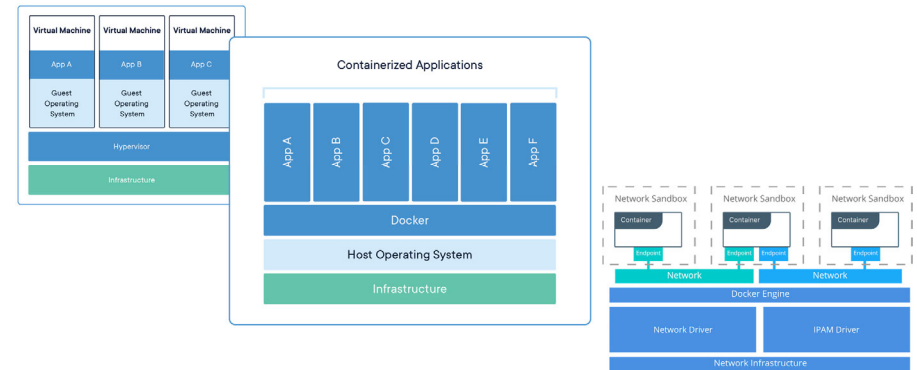 Virtual Machine
Virtual Machine
Virtual Machine
App A
App B
App C
Guest
Operating
System
Guest
Operating
System
Guest
Operating
System
Hypervisor
Infrastructure
Containerized Applications
App A
App B
App C
App D
App E
App F
Docker
Host Operating System
Infrastructure
Network Sandbox
Network Sandbox
Network Sandbox
Container
Container
Container
Endpoint
Endpoint
Endpoint
Endpoint
Network
Network
Docker Engine
Network Driver
IPAM Driver
Network Infrastructure